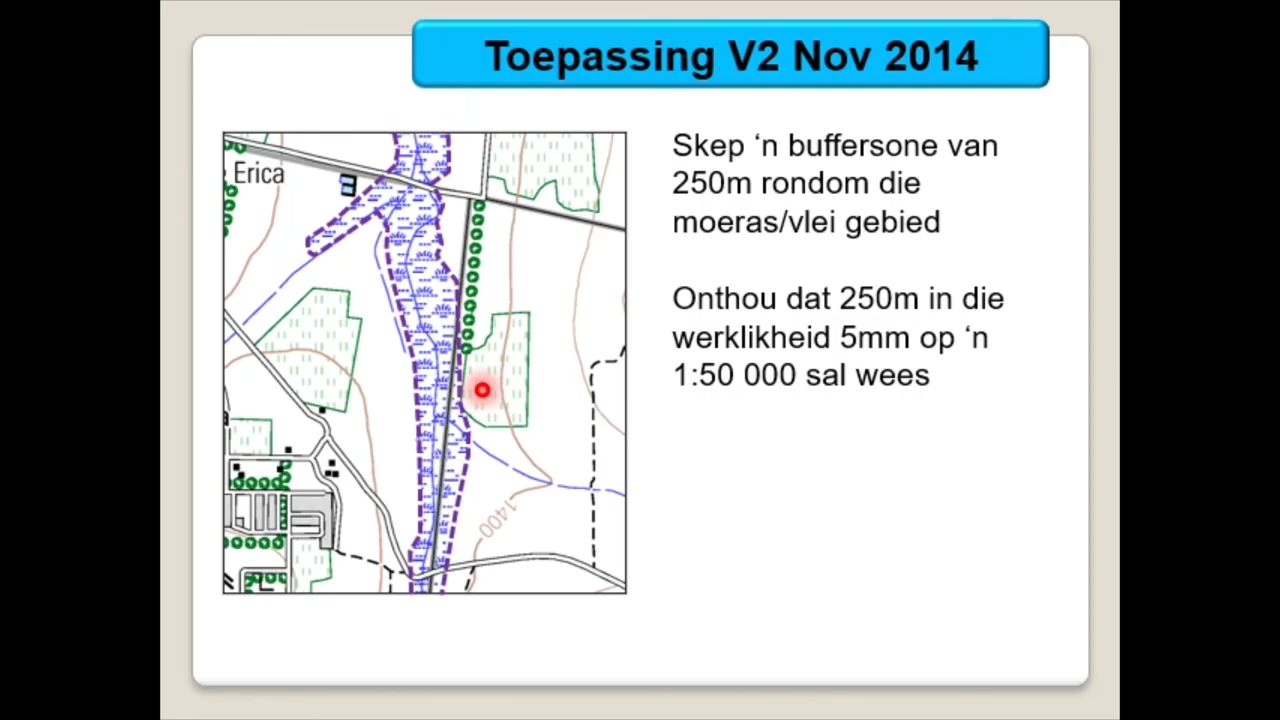 Toepassing V2 Nov 2014
Erica
Skep ‘n buffersone van
250m rondom die
moeras/vlei gebied
Onthou dat 250m in die
werklikheid 5mm op ‘n
1:50 000 sal wees
1400